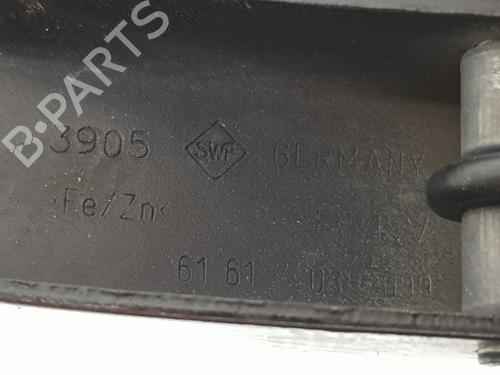 B-PARTS
3905 SWF GERMANY
>Fe/Zn<
61 61